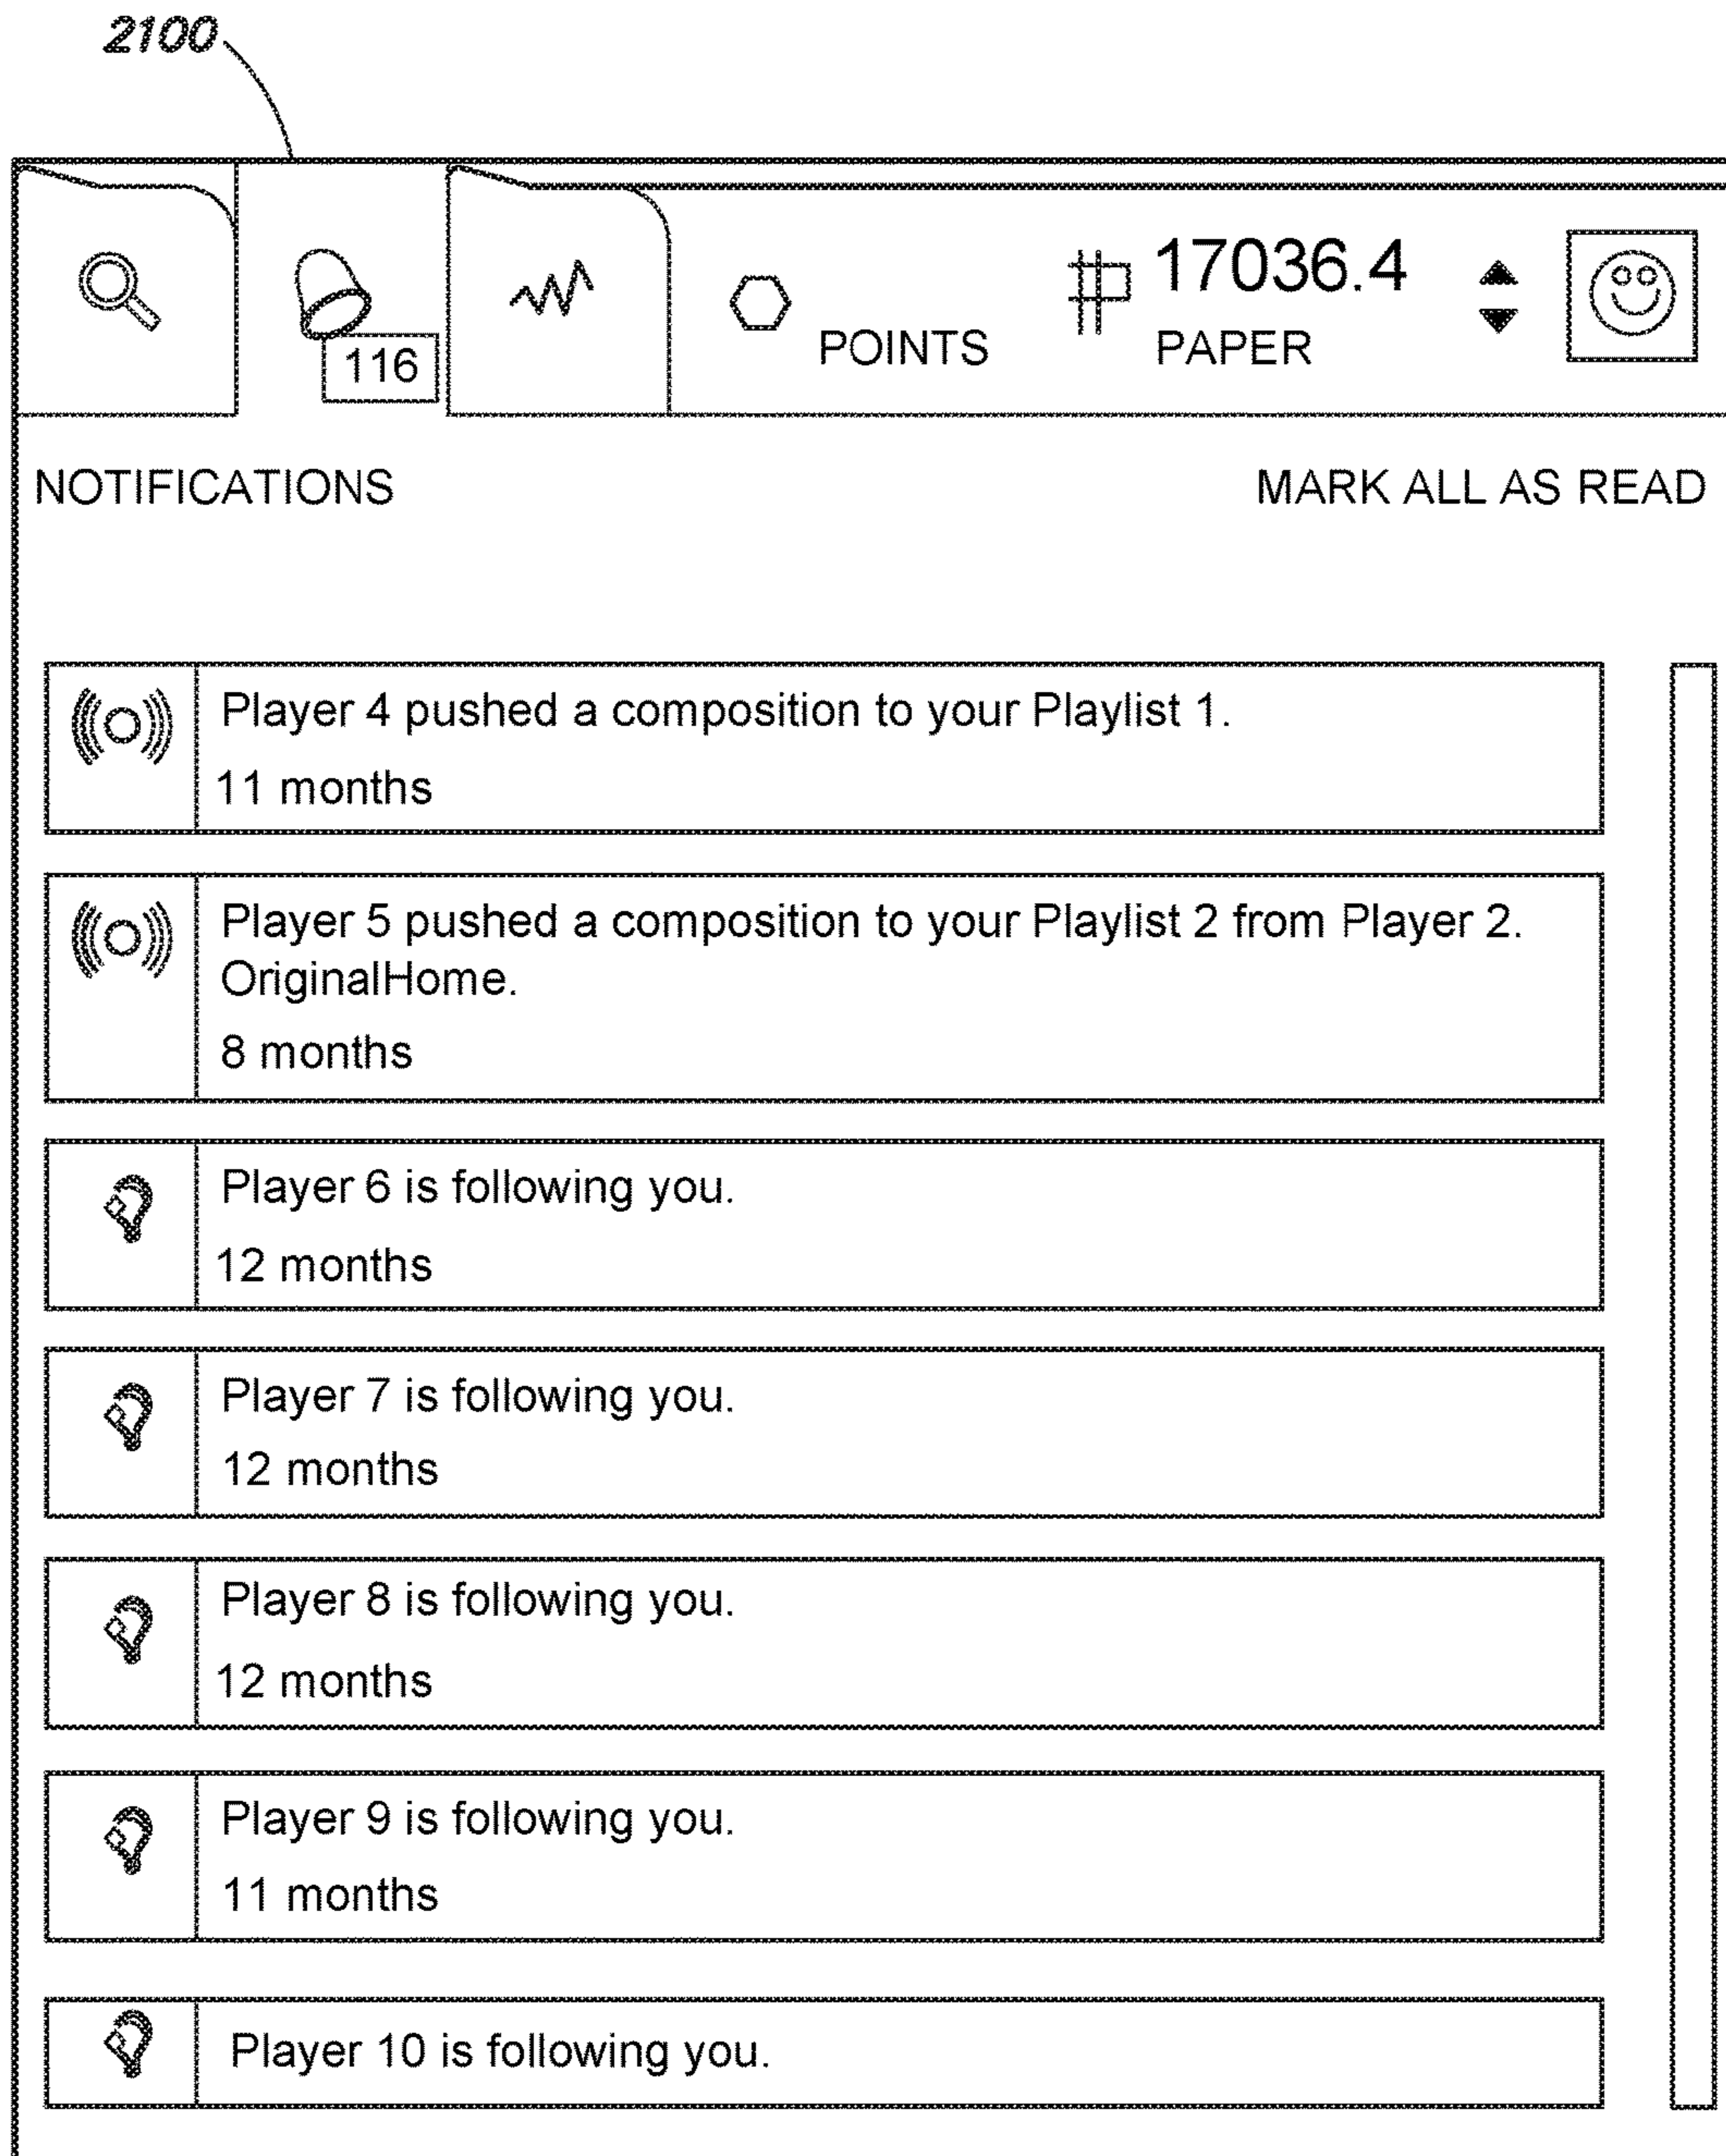 2100
17036.4
116
POINTS
PAPER
NOTIFICATIONS
MARK ALL AS READ
Player 4 pushed a composition to your Playlist 1.
11 months
Player 5 pushed a composition to your Playlist 2 from Player 2.
OriginalHome.
8 months
Player 6 is following you.
12 months
Player 7 is following you.
12 months
Player 8 is following you.
12 months
Player 9 is following you.
11 months
Player 10 is following you.